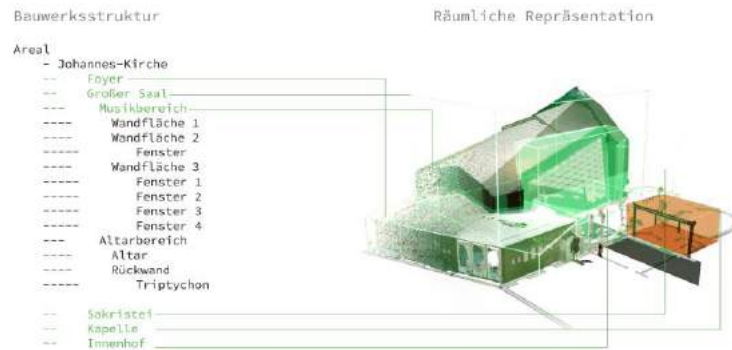 Bauwerksstruktur
Räumliche Repräsentation
Areal
- Johannes-Kirche
-- Foyer
-- Großer Saal
--- Musikbereich
---- Wandfläche 1
---- Wandfläche 2
----- Fenster
---- Wandfläche 3
----- Fenster 1
----- Fenster 2
----- Fenster 3
----- Fenster 4
--- Altarbereich
---- Altar
---- Rückwand
----- Triptychon
-- Sakristei
-- Kapelle
-- Innenhof